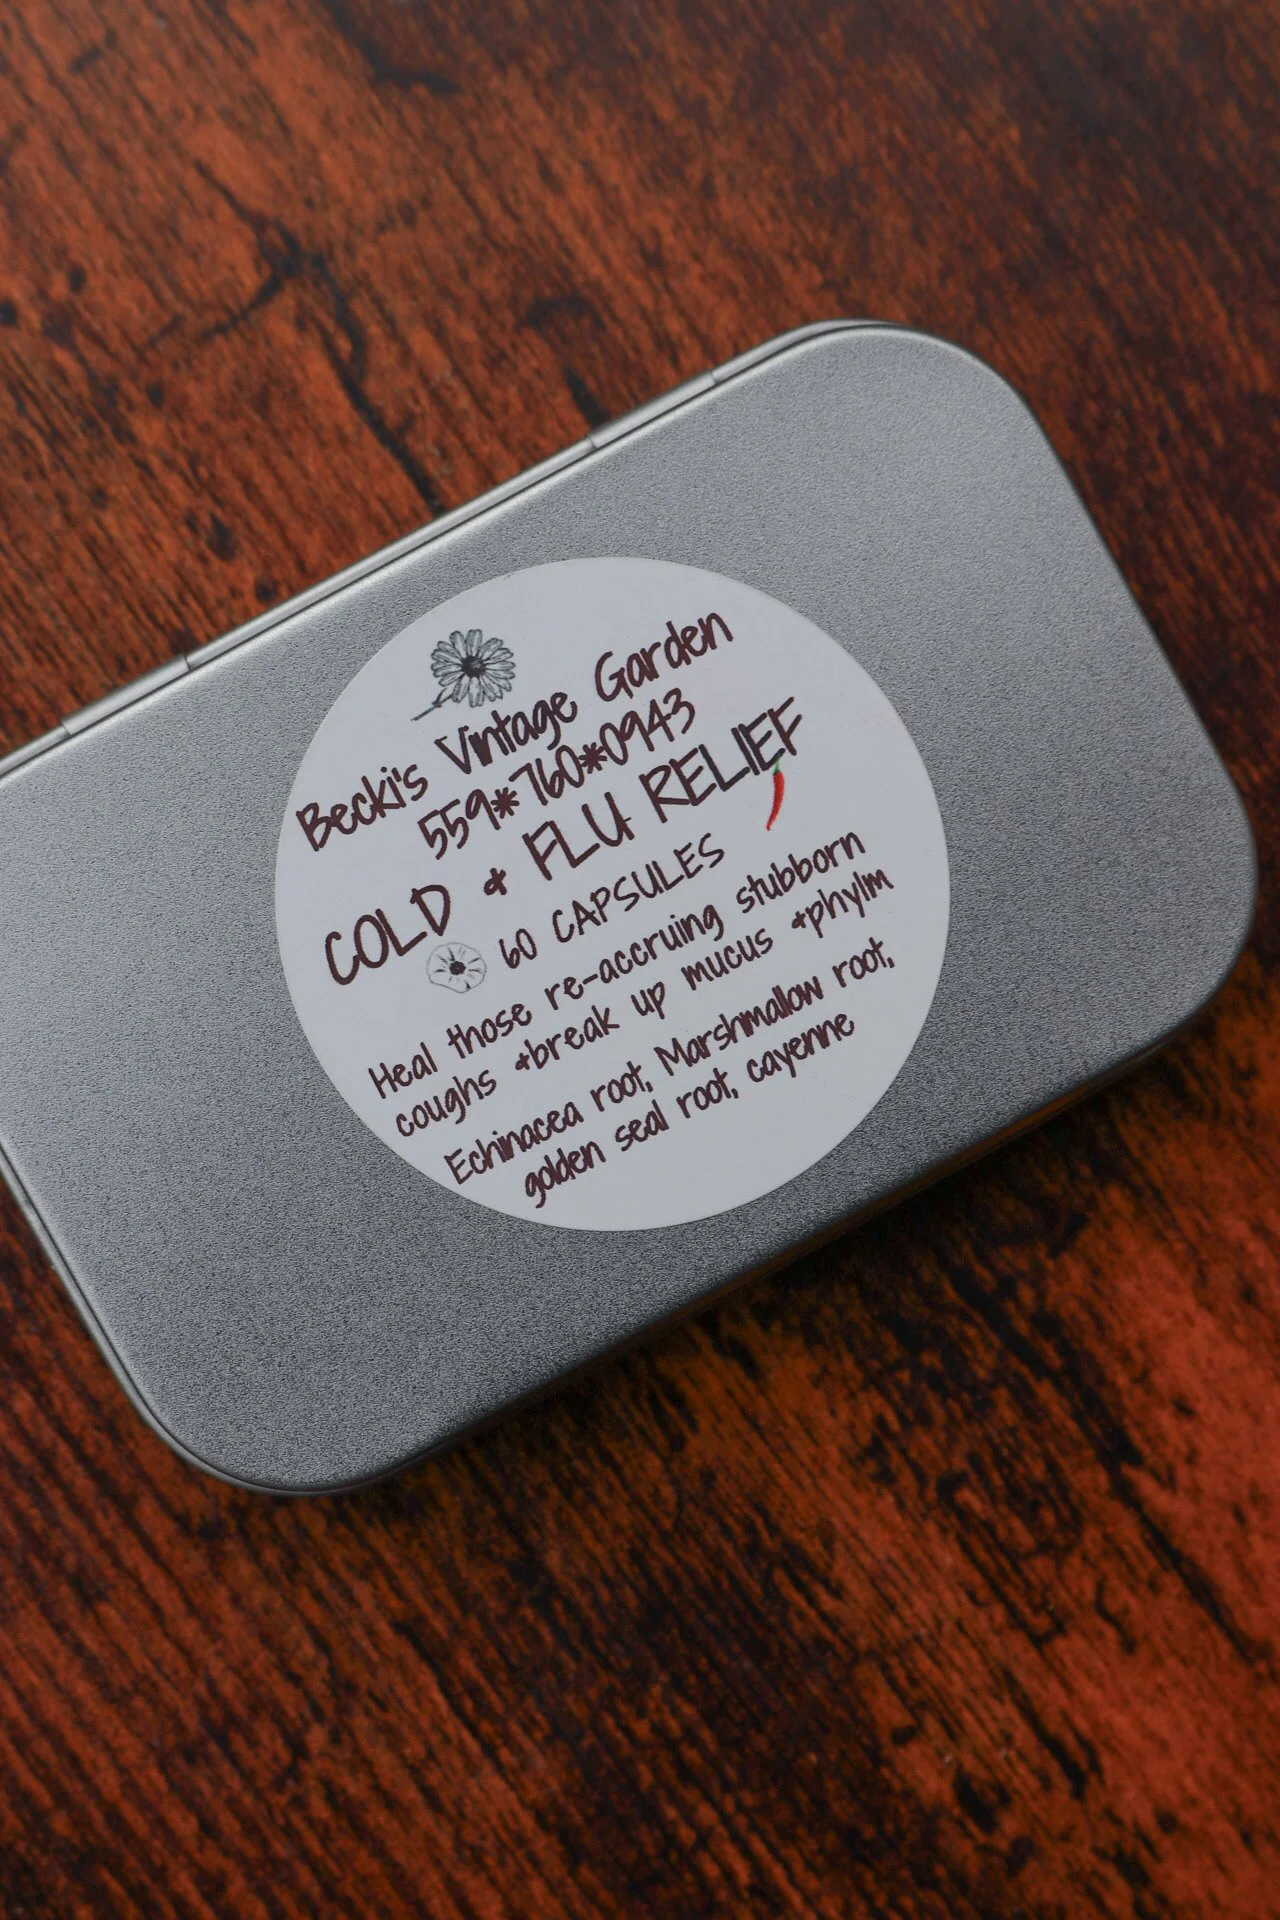 Becki's Vintage Garden
559*760*0943
COLD & FLU RELIEF
60 CAPSULES
Heal those re-accruing stubborn
coughs &break up mucus &phylm
Echinacea root, Marshmallow root,
golden seal root, cayenne